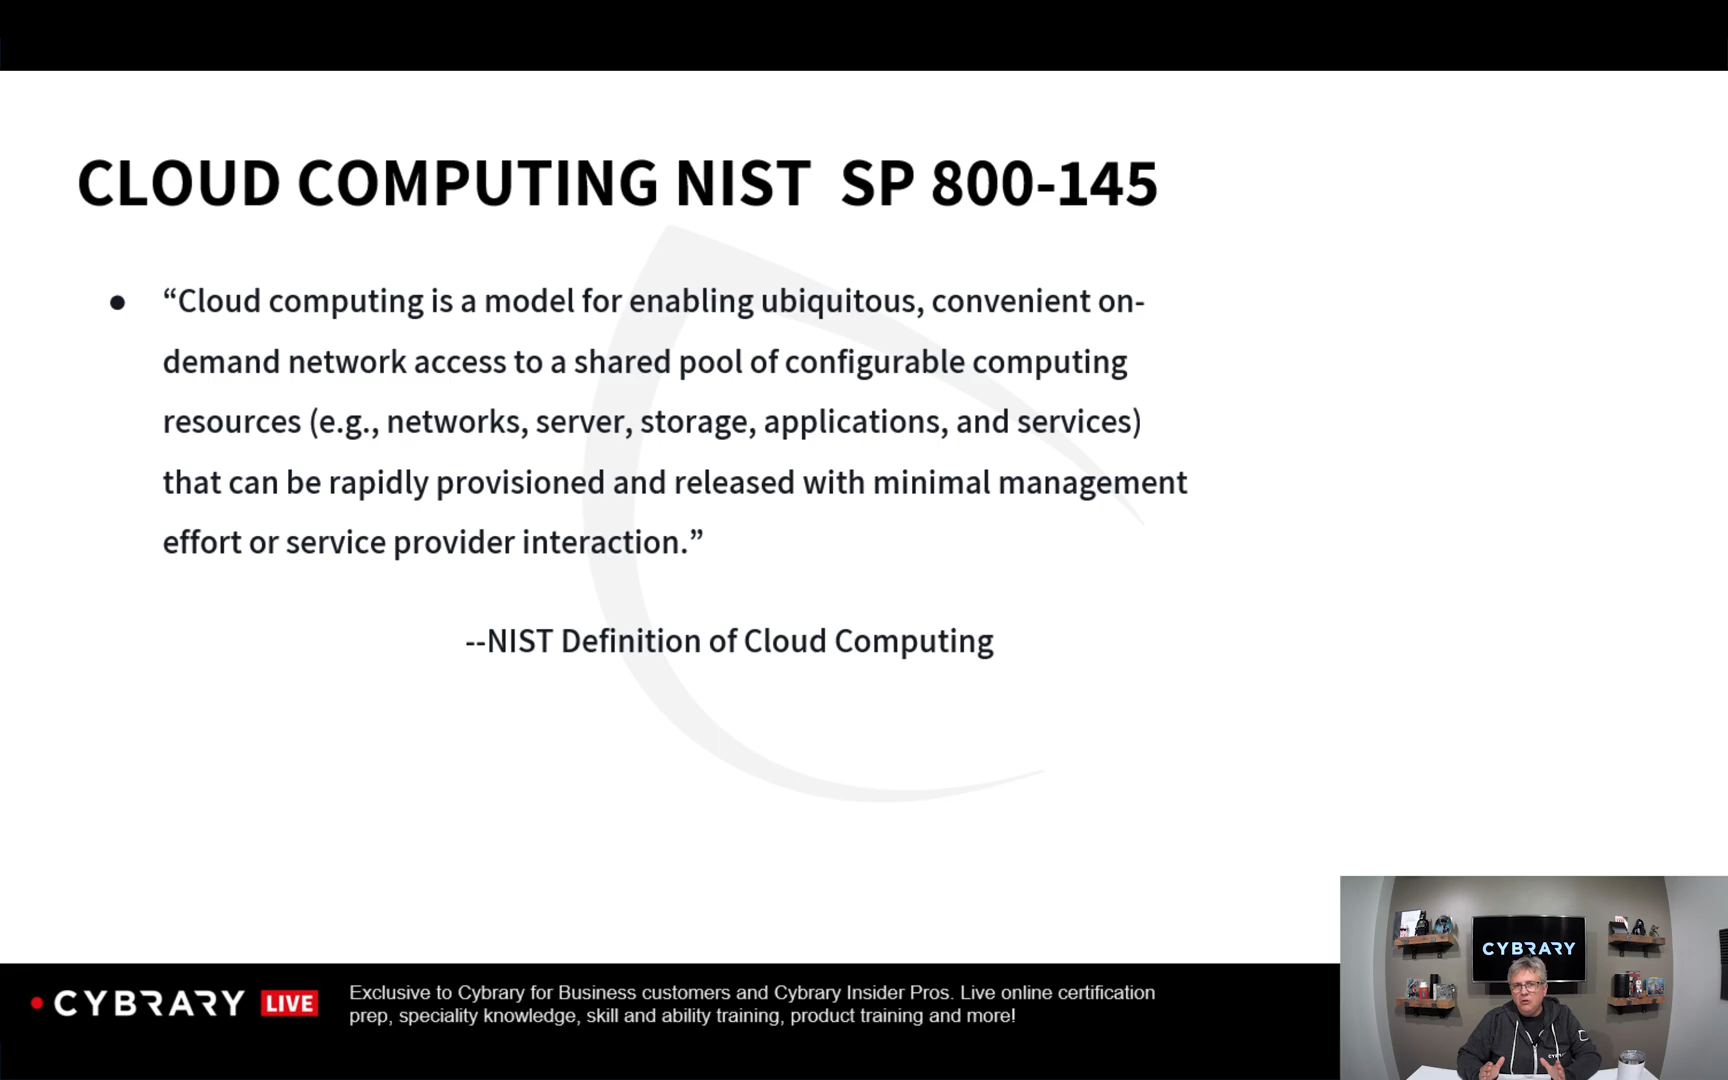 CLOUD COMPUTING NIST  SP 800-145
● “Cloud computing is a model for enabling ubiquitous, convenient on-
demand network access to a shared pool of configurable computing
resources (e.g., networks, server, storage, applications, and services)
that can be rapidly provisioned and released with minimal management
effort or service provider interaction.”
--NIST Definition of Cloud Computing
CYBRARY
CYBRARY LIVE
Exclusive to Cybrary for Business customers and Cybrary Insider Pros. Live online certification
prep, speciality knowledge, skill and ability training, product training and more!